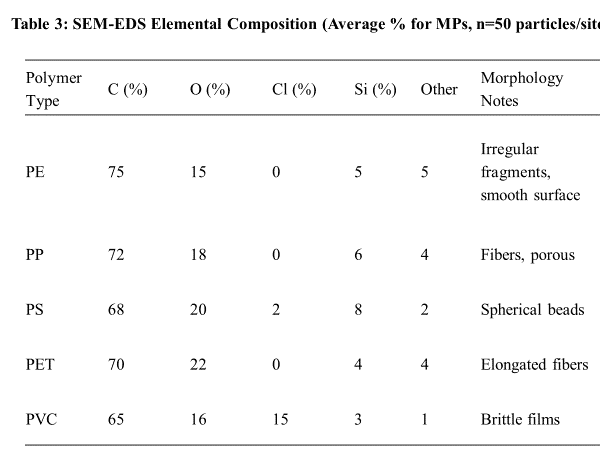 Table 3: SEM-EDS Elemental Composition (Average % for MPs, n=50 particles/site
Polymer Type C (%) O (%) Cl (%) Si (%) Other Morphology Notes
PE 75 15 0 5 5 Irregular fragments, smooth surface
PP 72 18 0 6 4 Fibers, porous
PS 68 20 2 8 2 Spherical beads
PET 70 22 0 4 4 Elongated fibers
PVC 65 16 15 3 1 Brittle films